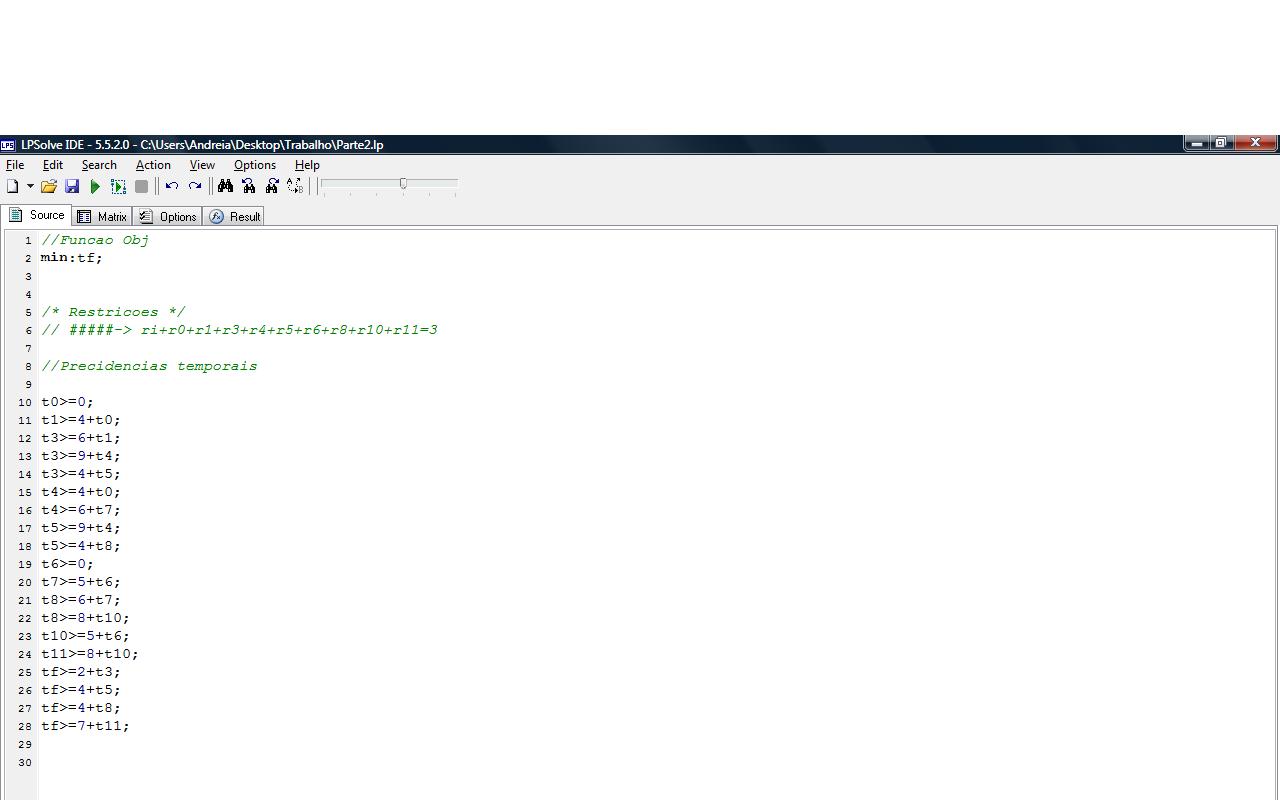 LPSolve IDE - 5.5.2.0 - C:\Users\Andreia\Desktop\Trabalho\Parte2.lp
File Edit Search Action View Options Help
Source Matrix Options Result
1 //Funcao Obj
2 min:tf;
3
4
5 /* Restricoes */
6 // #####-> ri+r0+r1+r3+r4+r5+r6+r8+r10+r11=3
7
8 //Precidencias temporais
9
10 t0>=0;
11 t1>=4+t0;
12 t3>=6+t1;
13 t3>=9+t4;
14 t3>=4+t5;
15 t4>=4+t0;
16 t4>=6+t7;
17 t5>=9+t4;
18 t5>=4+t8;
19 t6>=0;
20 t7>=5+t6;
21 t8>=6+t7;
22 t8>=8+t10;
23 t10>=5+t6;
24 t11>=8+t10;
25 tf>=2+t3;
26 tf>=4+t5;
27 tf>=4+t8;
28 tf>=7+t11;
29
30